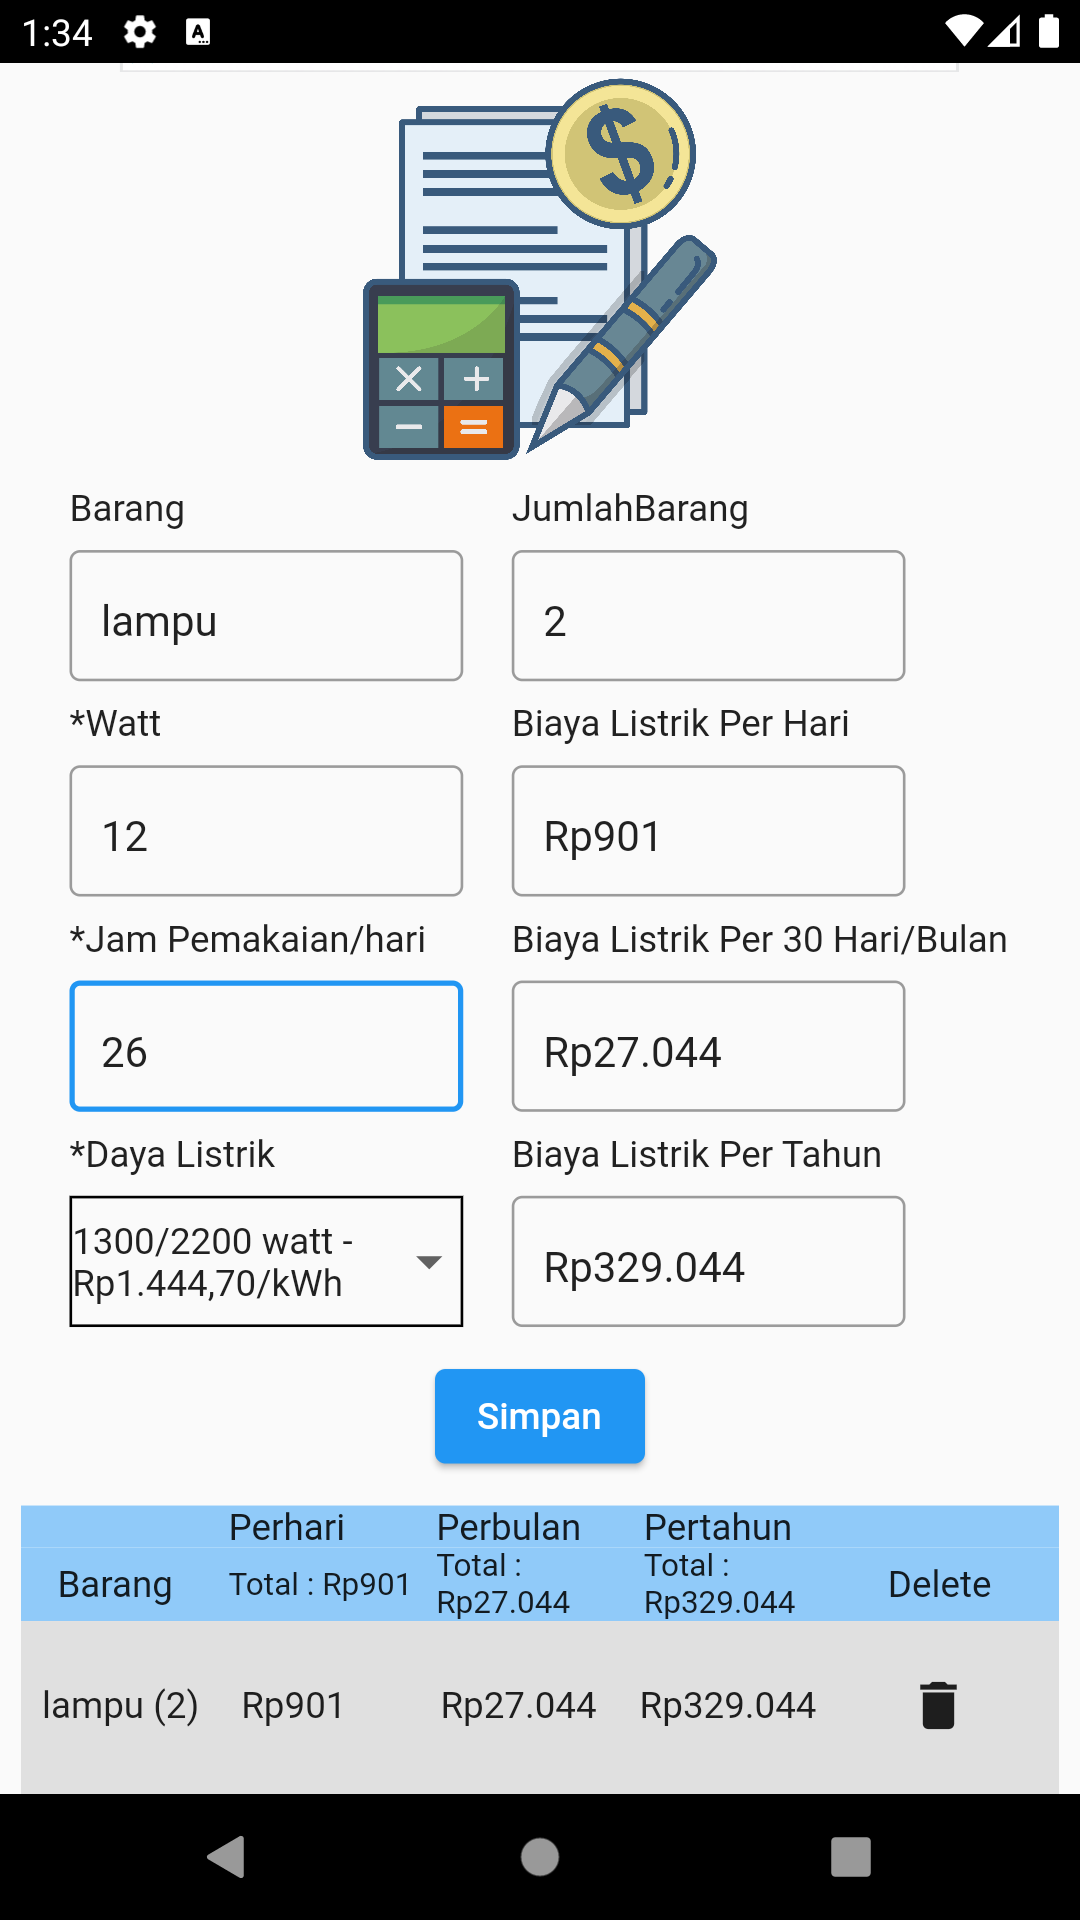 1:34
A
$
Barang
JumlahBarang
lampu
2
*Watt
Biaya Listrik Per Hari
12
Rp901
*Jam Pemakaian/hari
Biaya Listrik Per 30 Hari/Bulan
26
Rp27.044
*Daya Listrik
Biaya Listrik Per Tahun
1300/2200 watt -
Rp1.444,70/kWh
Rp329.044
Simpan
Perhari
Perbulan
Pertahun
Barang
Total : Rp901
Total :
Rp27.044
Total :
Rp329.044
Delete
lampu (2)
Rp901
Rp27.044
Rp329.044